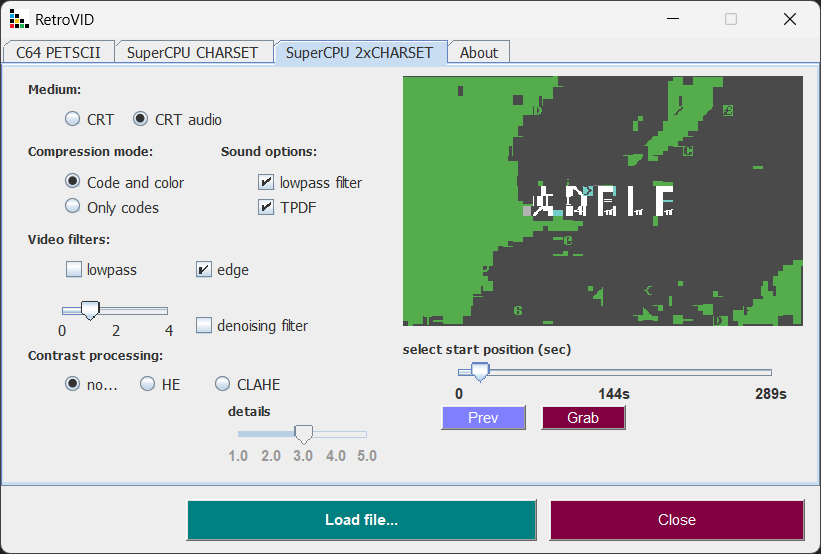 RetroVID
C64 PETSCII SuperCPU CHARSET SuperCPU 2xCHARSET About
Medium:
CRT CRT audio
Compression mode: Sound options:
Code and color lowpass filter
Only codes TPDF
Video filters:
lowpass edge
0 2 4
denoising filter
Contrast processing:
no... HE CLAHE
details
1.0 2.0 3.0 4.0 5.0
select start position (sec)
0 144s 289s
Prev Grab
Load file... Close